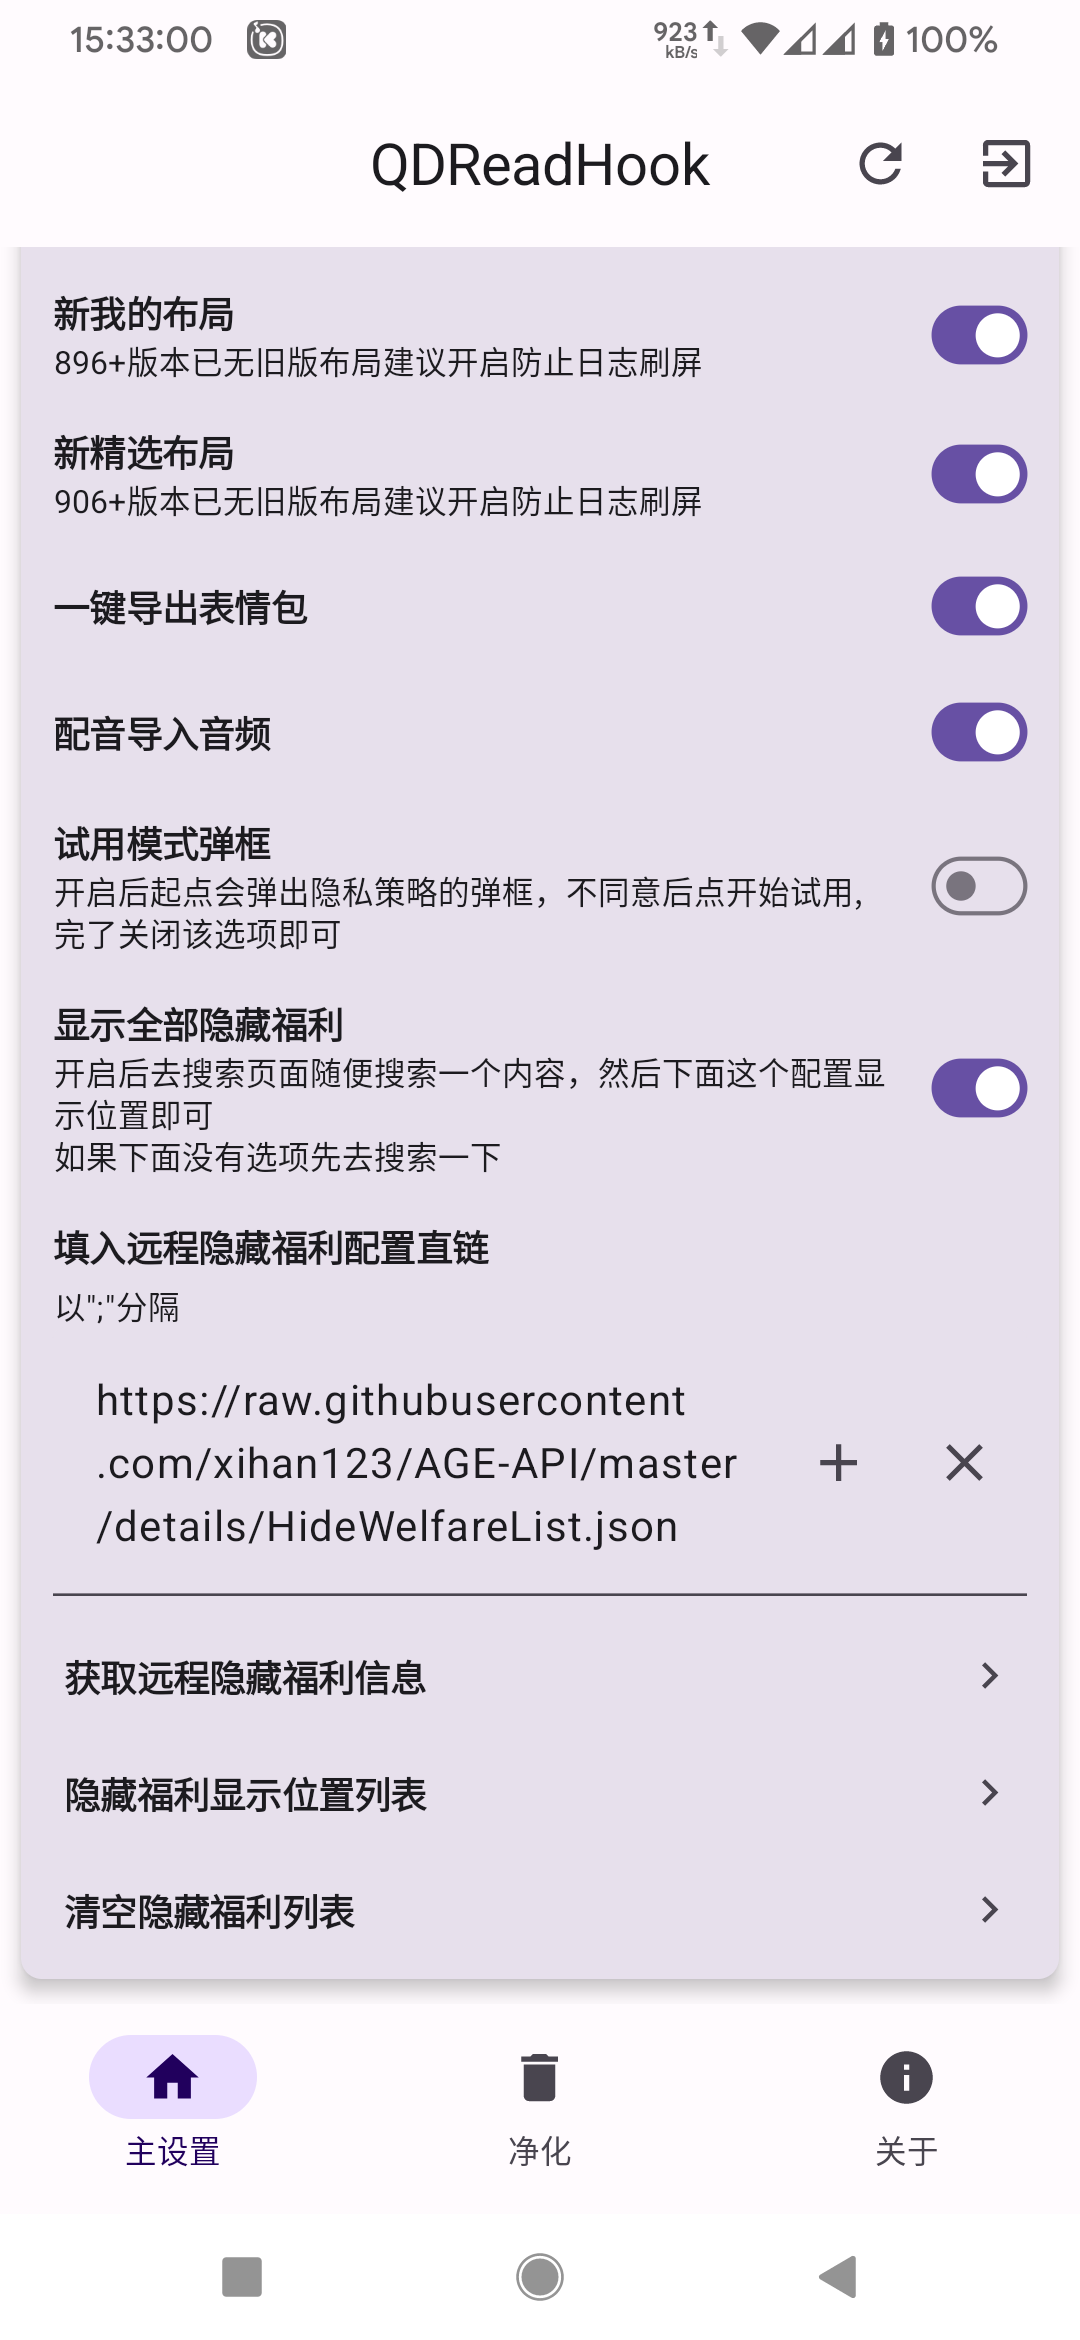 15:33:00
923
kB/s
100%
QDReadHook
新我的布局
896+版本已无旧版布局建议开启防止日志刷屏
新精选布局
906+版本已无旧版布局建议开启防止日志刷屏
一键导出表情包
配音导入音频
试用模式弹框
开启后起点会弹出隐私策略的弹框，不同意后点开始试用,
完了关闭该选项即可
显示全部隐藏福利
开启后去搜索页面随便搜索一个内容，然后下面这个配置显
示位置即可
如果下面没有选项先去搜索一下
填入远程隐藏福利配置直链
以";"分隔
https://raw.githubusercontent
.com/xihan123/AGE-API/master
/details/HideWelfareList.json
获取远程隐藏福利信息
隐藏福利显示位置列表
清空隐藏福利列表
主设置
净化
关于